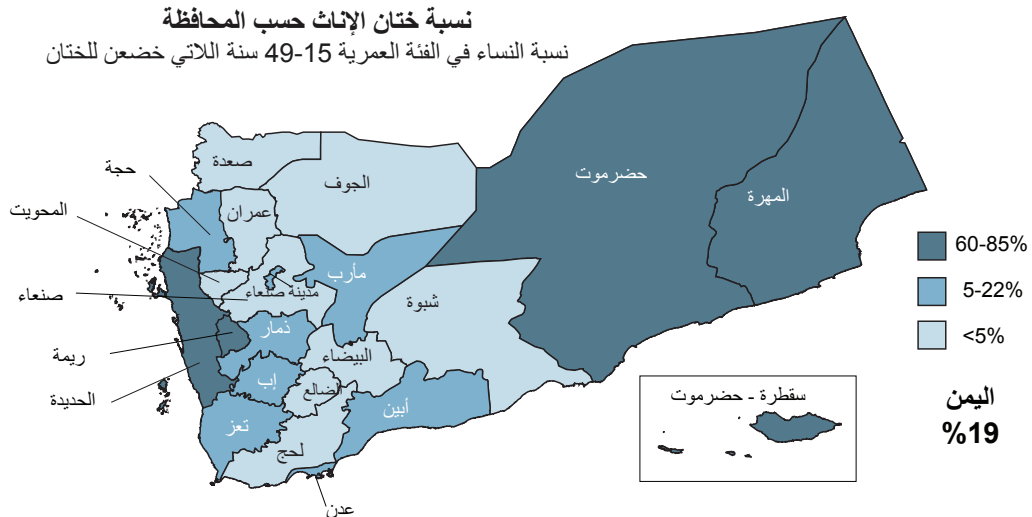 نسبة ختان الإناث حسب المحافظة
نسبة النساء في الفئة العمرية 15-49 سنة اللاتي خضعن للختان
صعدة
حجة
الجوف
حضرموت
المهرة
المحويت
عمران
مأرب
مدينة صنعاء
صنعاء
شبوة
ذمار
ريمة
البيضاء
إب
الضالع
الحديدة
أبين
تعز
لحج
عدن
60-85%
5-22%
<5%
سقطرة - حضرموت
اليمن
%19